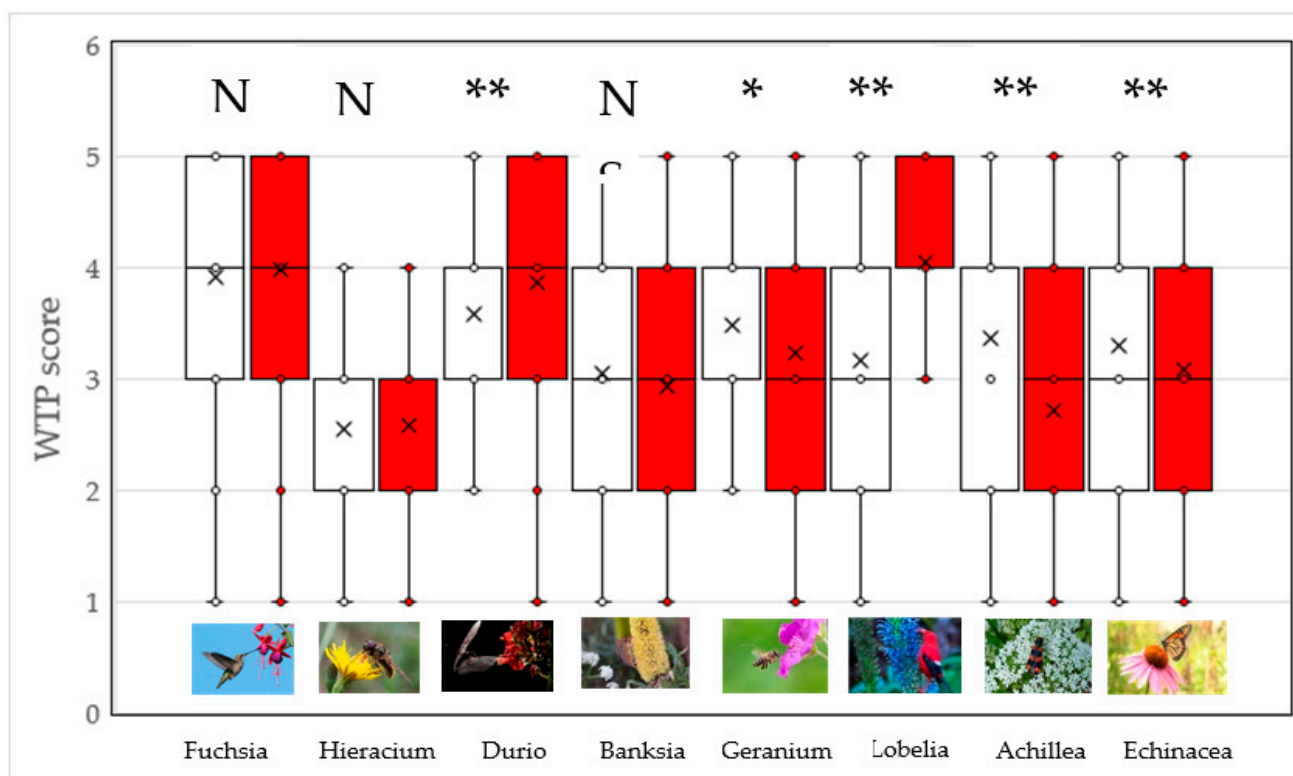 6
N N ** N * ** ** **
5
4
3
2
1
0
WTP score
Fuchsia Hieracium Durio Banksia Geranium Lobelia Achillea Echinacea